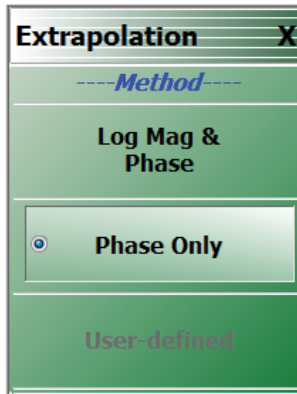 Extrapolation X
----Method----
Log Mag &
Phase
Phase Only
User-defined